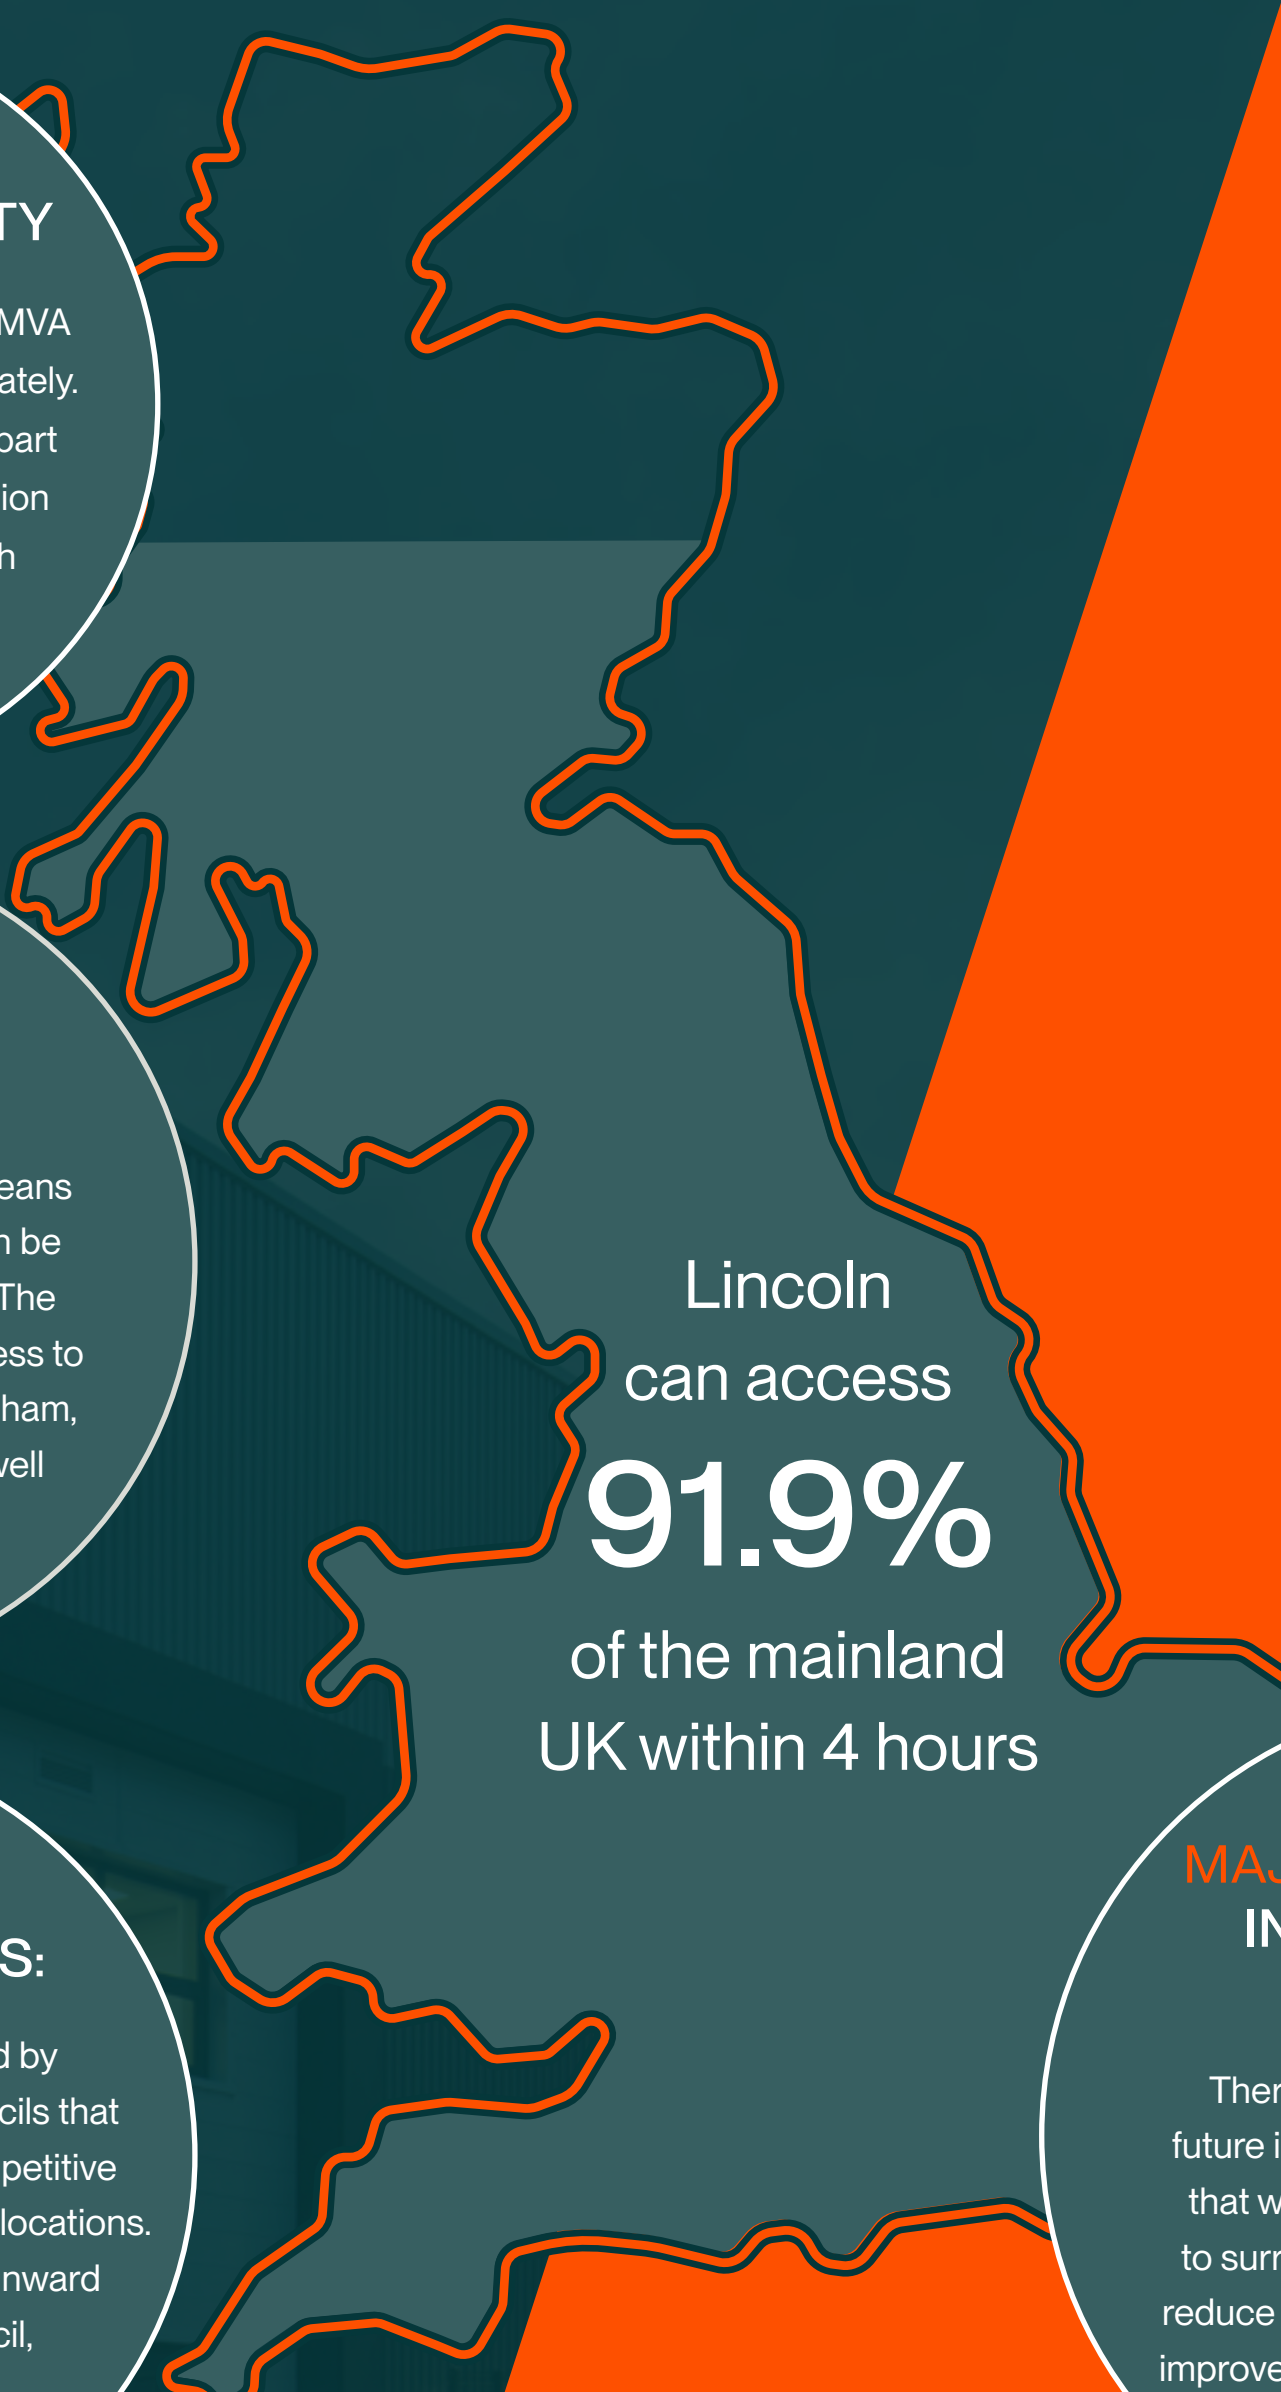 TY
MVA
ately.
part
ion
h
eans
n be
The
ess to
ham,
well
Lincoln
can access
91.9%
of the mainland
UK within 4 hours
S:
d by
cils that
petitive
locations.
nward
cil,
MAJ
IN
Ther
future i
that w
to surr
reduce
improve